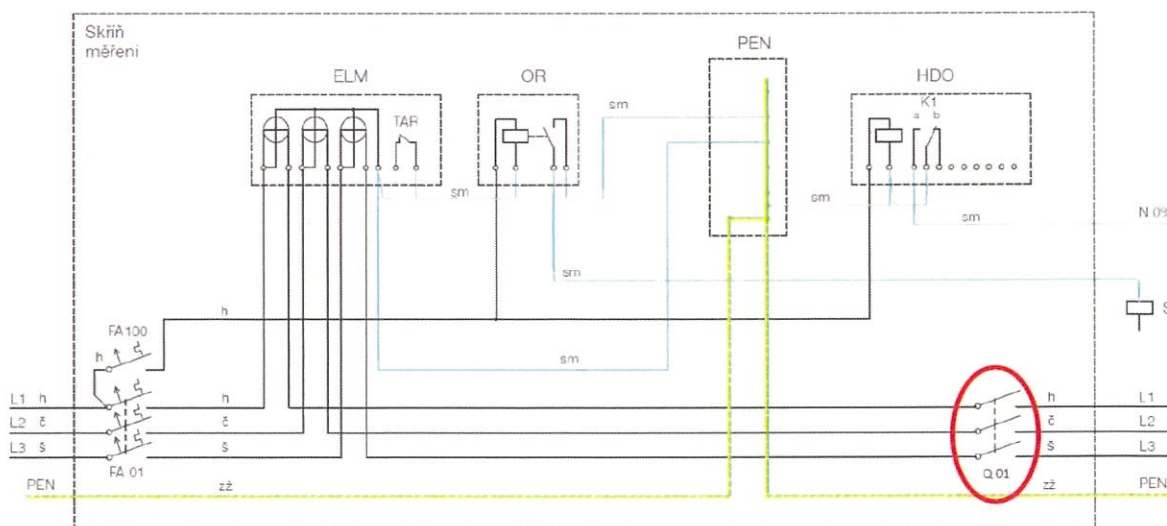 Skříň
měření
ELM
OR
PEN
HDO
TAR
K1
a b
sm
sm
sm
sm
sm
N 09
sm
h
S
FA 100
h
sm
L1 h
h
h
L1
L2 č
č
č
L2
L3 š
š
š
L3
FA 01
Q 01
PEN
zž
zž
PEN